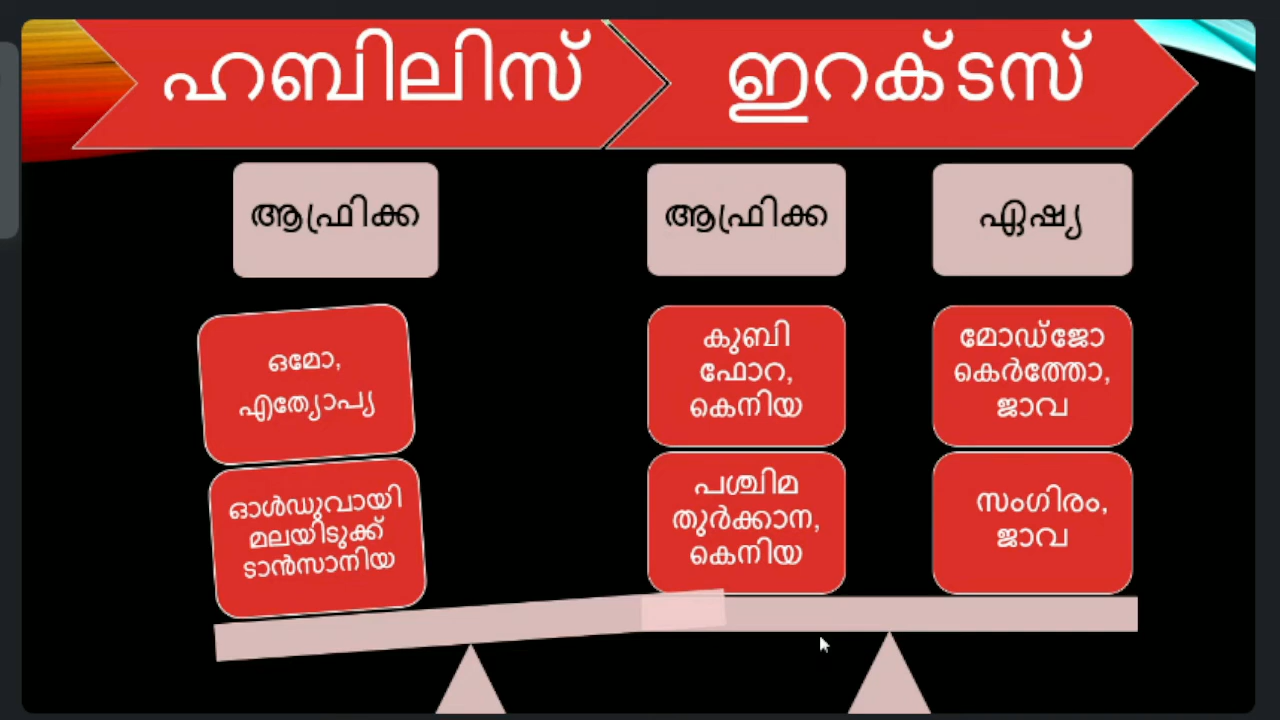 ഹബിലിസ്
ഇറക്ടസ്
ആഫ്രിക്ക
ആഫ്രിക്ക
ഏഷ്യ
ഒമോ,
എത്യോപ്യ
ഓൾഡുവായി
മലയിടുക്ക്
ടാൻസാനിയ
കുബി
ഫോറ,
കെനിയ
പശ്ചിമ
തുർക്കാന,
കെനിയ
മോഡ്ജോ
കെർത്തോ,
ജാവ
സംഗിരം,
ജാവ